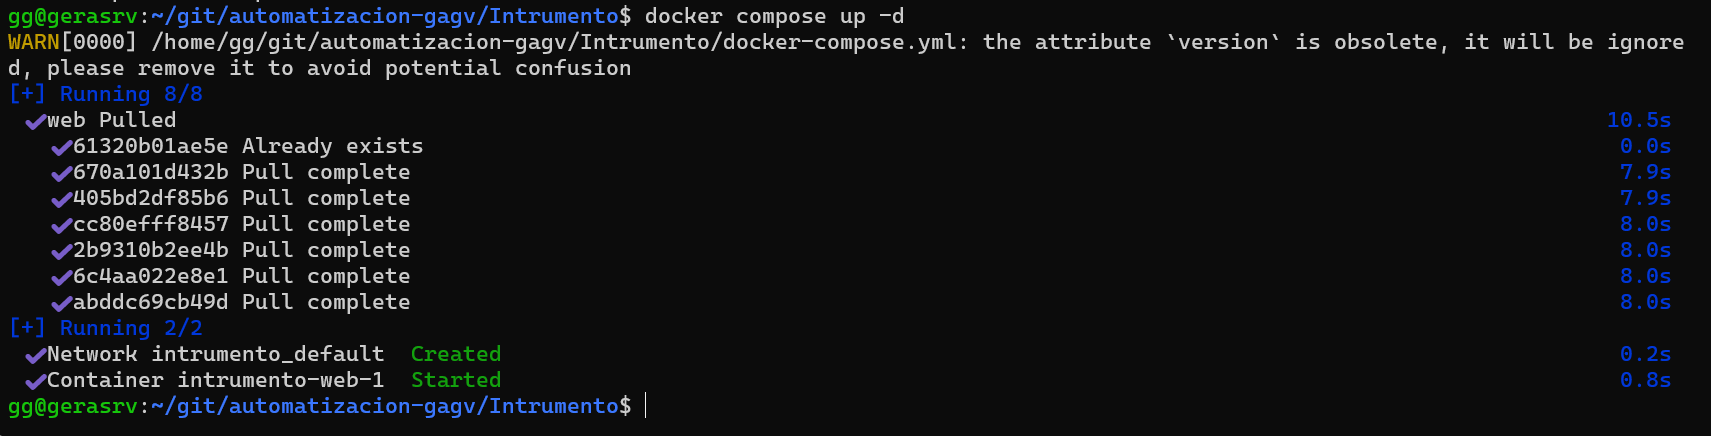 gg@gerasrv:~/git/automatizacion-gagv/Intrumento$ docker compose up -d
WARN[0000] /home/gg/git/automatizacion-gagv/Intrumento/docker-compose.yml: the attribute `version` is obsolete, it will be ignore
d, please remove it to avoid potential confusion
[+] Running 8/8
✔web Pulled 10.5s
✔61320b01ae5e Already exists 0.0s
✔670a101d432b Pull complete 7.9s
✔405bd2df85b6 Pull complete 7.9s
✔cc80efff8457 Pull complete 8.0s
✔2b9310b2ee4b Pull complete 8.0s
✔6c4aa022e8e1 Pull complete 8.0s
✔abddc69cb49d Pull complete 8.0s
[+] Running 2/2
✔Network intrumento_default Created 0.2s
✔Container intrumento-web-1 Started 0.8s
gg@gerasrv:~/git/automatizacion-gagv/Intrumento$